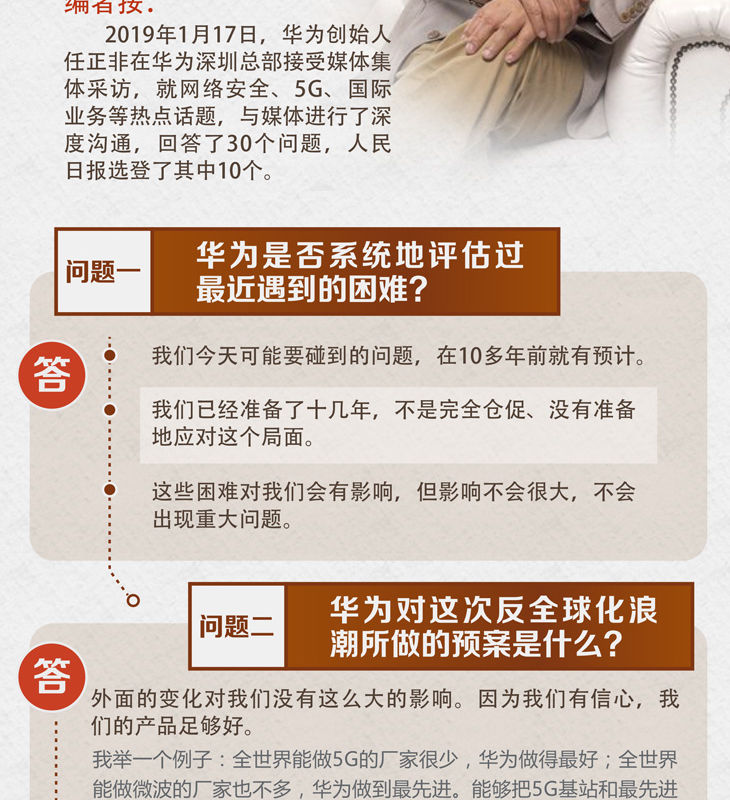 编者按：
2019年1月17日，华为创始人
任正非在华为深圳总部接受媒体集
体采访，就网络安全、5G、国际
业务等热点话题，与媒体进行了深
度沟通，回答了30个问题，人民
日报选登了其中10个。
问题一
华为是否系统地评估过
最近遇到的困难？
答
我们今天可能要碰到的问题，在10多年前就有预计。
我们已经准备了十几年，不是完全仓促、没有准备
地应对这个局面。
这些困难对我们会有影响，但影响不会很大，不会
出现重大问题。
问题二
华为对这次反全球化浪
潮所做的预案是什么？
答
外面的变化对我们没有这么大的影响。因为我们有信心，我
们的产品足够好。
我举一个例子：全世界能做5G的厂家很少，华为做得最好；全世界
能做微波的厂家也不多，华为做到最先进。能够把5G基站和最先进